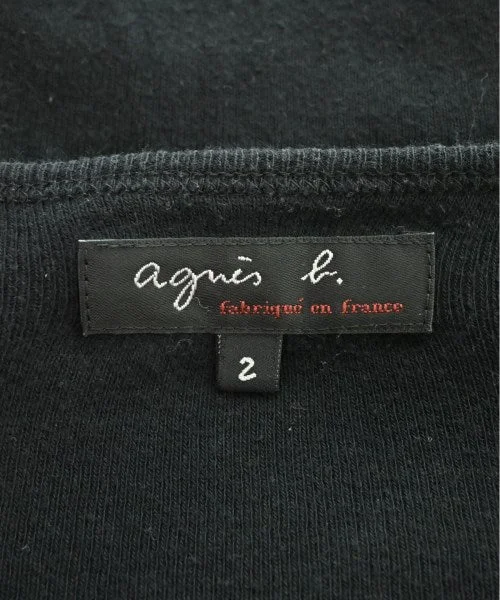 agnès b.
fabriqué en france
2